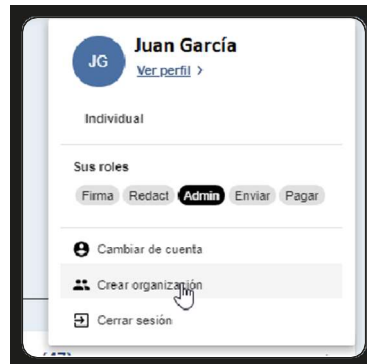 JG
Juan García
Ver perfil >
Individual
Sus roles
Firma Redact Admin Enviar Pagar
Cambiar de cuenta
Crear organización
Cerrar sesión